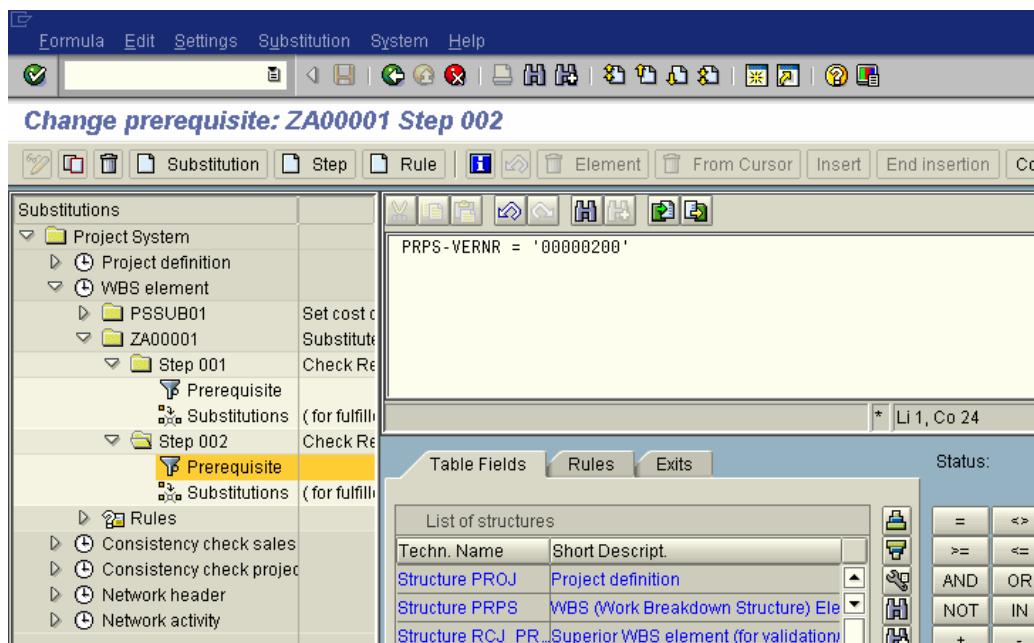 Formula Edit Settings Substitution System Help
Change prerequisite: ZA00001 Step 002
Substitution Step Rule Element From Cursor Insert End insertion Co
Substitutions
Project System
Project definition
WBS element
PSSUB01 Set cost c
ZA00001 Substitute
Step 001 Check Re
Prerequisite
Substitutions ( for fulfill
Step 002 Check Re
Prerequisite
Substitutions ( for fulfill
Rules
Consistency check sales
Consistency check projec
Network header
Network activity
PRPS-VERNR = '00000200'
* Li 1, Co 24
Table Fields Rules Exits
Status:
List of structures
Techn. Name Short Descript.
Structure PROJ Project definition
Structure PRPS WBS (Work Breakdown Structure) Ele
Structure RCJ_PR...Superior WBS element (for validation/
= <>
>= <=
AND OR
NOT IN
+ -